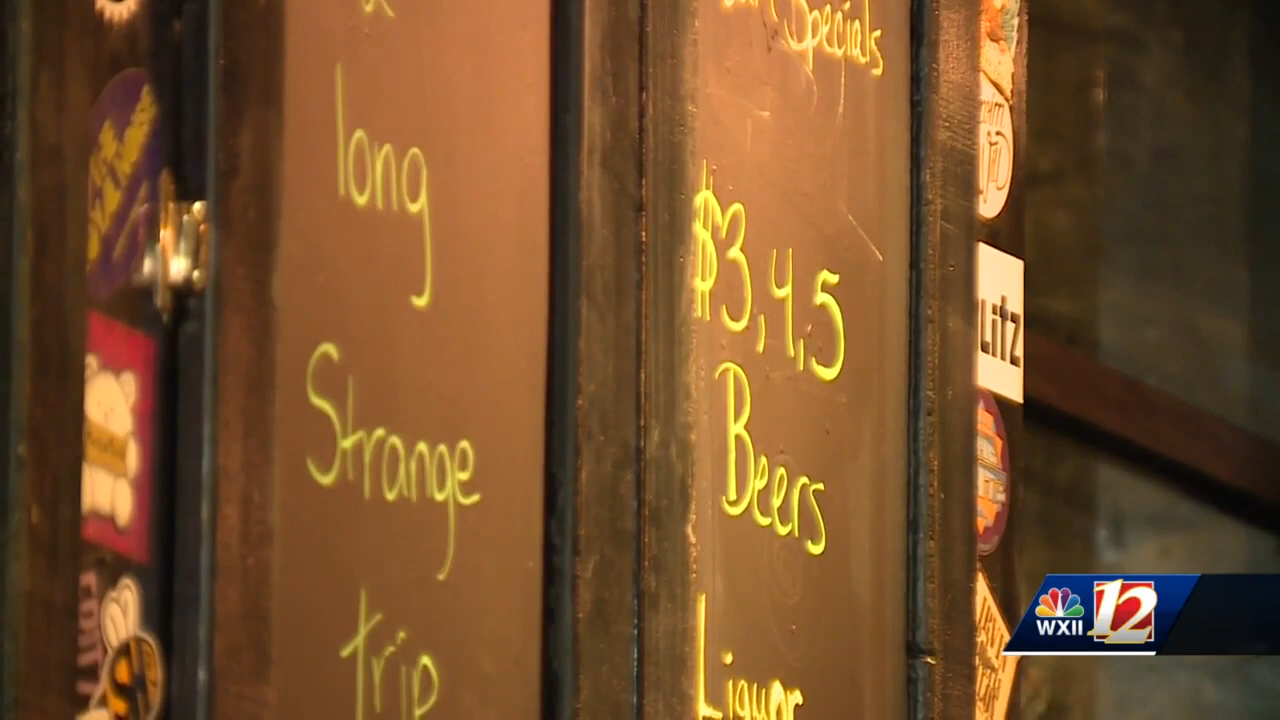 a
long
Strange
trip
Specials
$3,4,5
Beers
Liquor
Litz
WXII 12